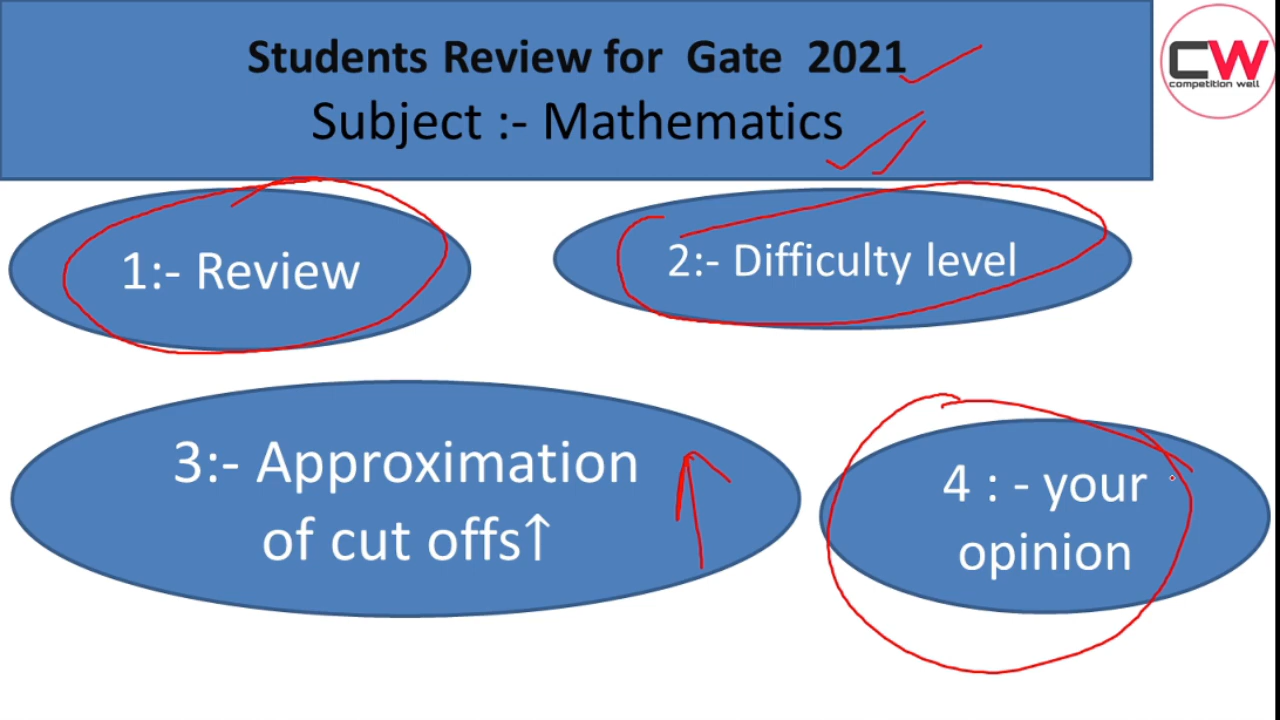 Students Review for Gate 2021
Subject :- Mathematics
CW
competition well
1:- Review
2:- Difficulty level
3:- Approximation
of cut offs↑
4 : - your
opinion